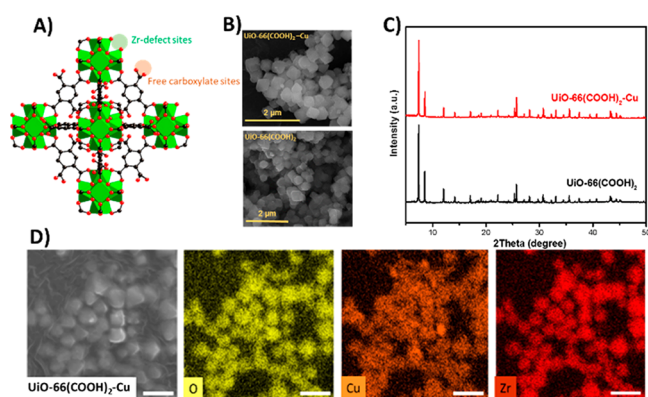 A)
Zr-defect sites
Free carboxylate sites
B)
UiO-66(COOH)₂-Cu
2 µm
UiO-66(COOH)₂
2 µm
C)
Intensity (a.u.)
UiO-66(COOH)₂-Cu
UiO-66(COOH)₂
10 20 30 40 50
2Theta (degree)
D)
UiO-66(COOH)₂-Cu
O
Cu
Zr